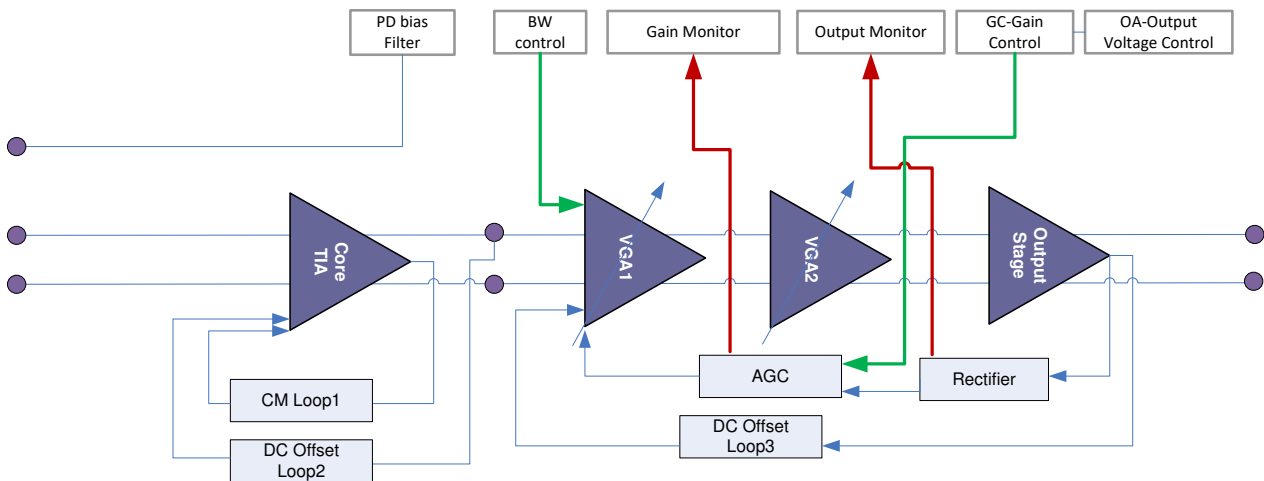 PD bias
Filter
BW
control
Gain Monitor
Output Monitor
GC-Gain
Control
OA-Output
Voltage Control
Core
TIA
VGA1
VGA2
Output
Stage
AGC
Rectifier
CM Loop1
DC Offset
Loop2
DC Offset
Loop3